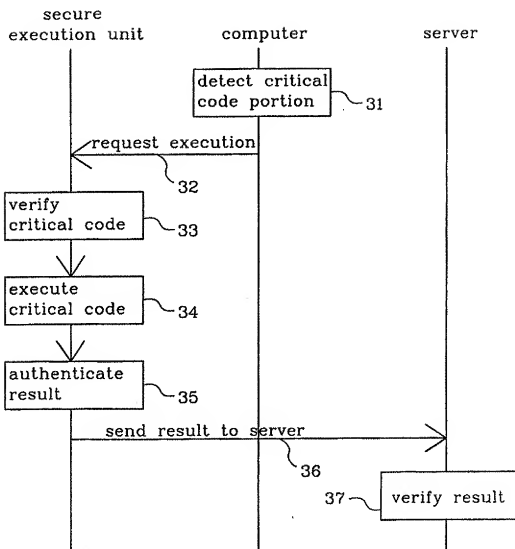 secure
execution unit
computer
server
detect critical
code portion
31
request execution
32
verify
critical code
33
execute
critical code
34
authenticate
result
35
send result to server
36
37
verify result